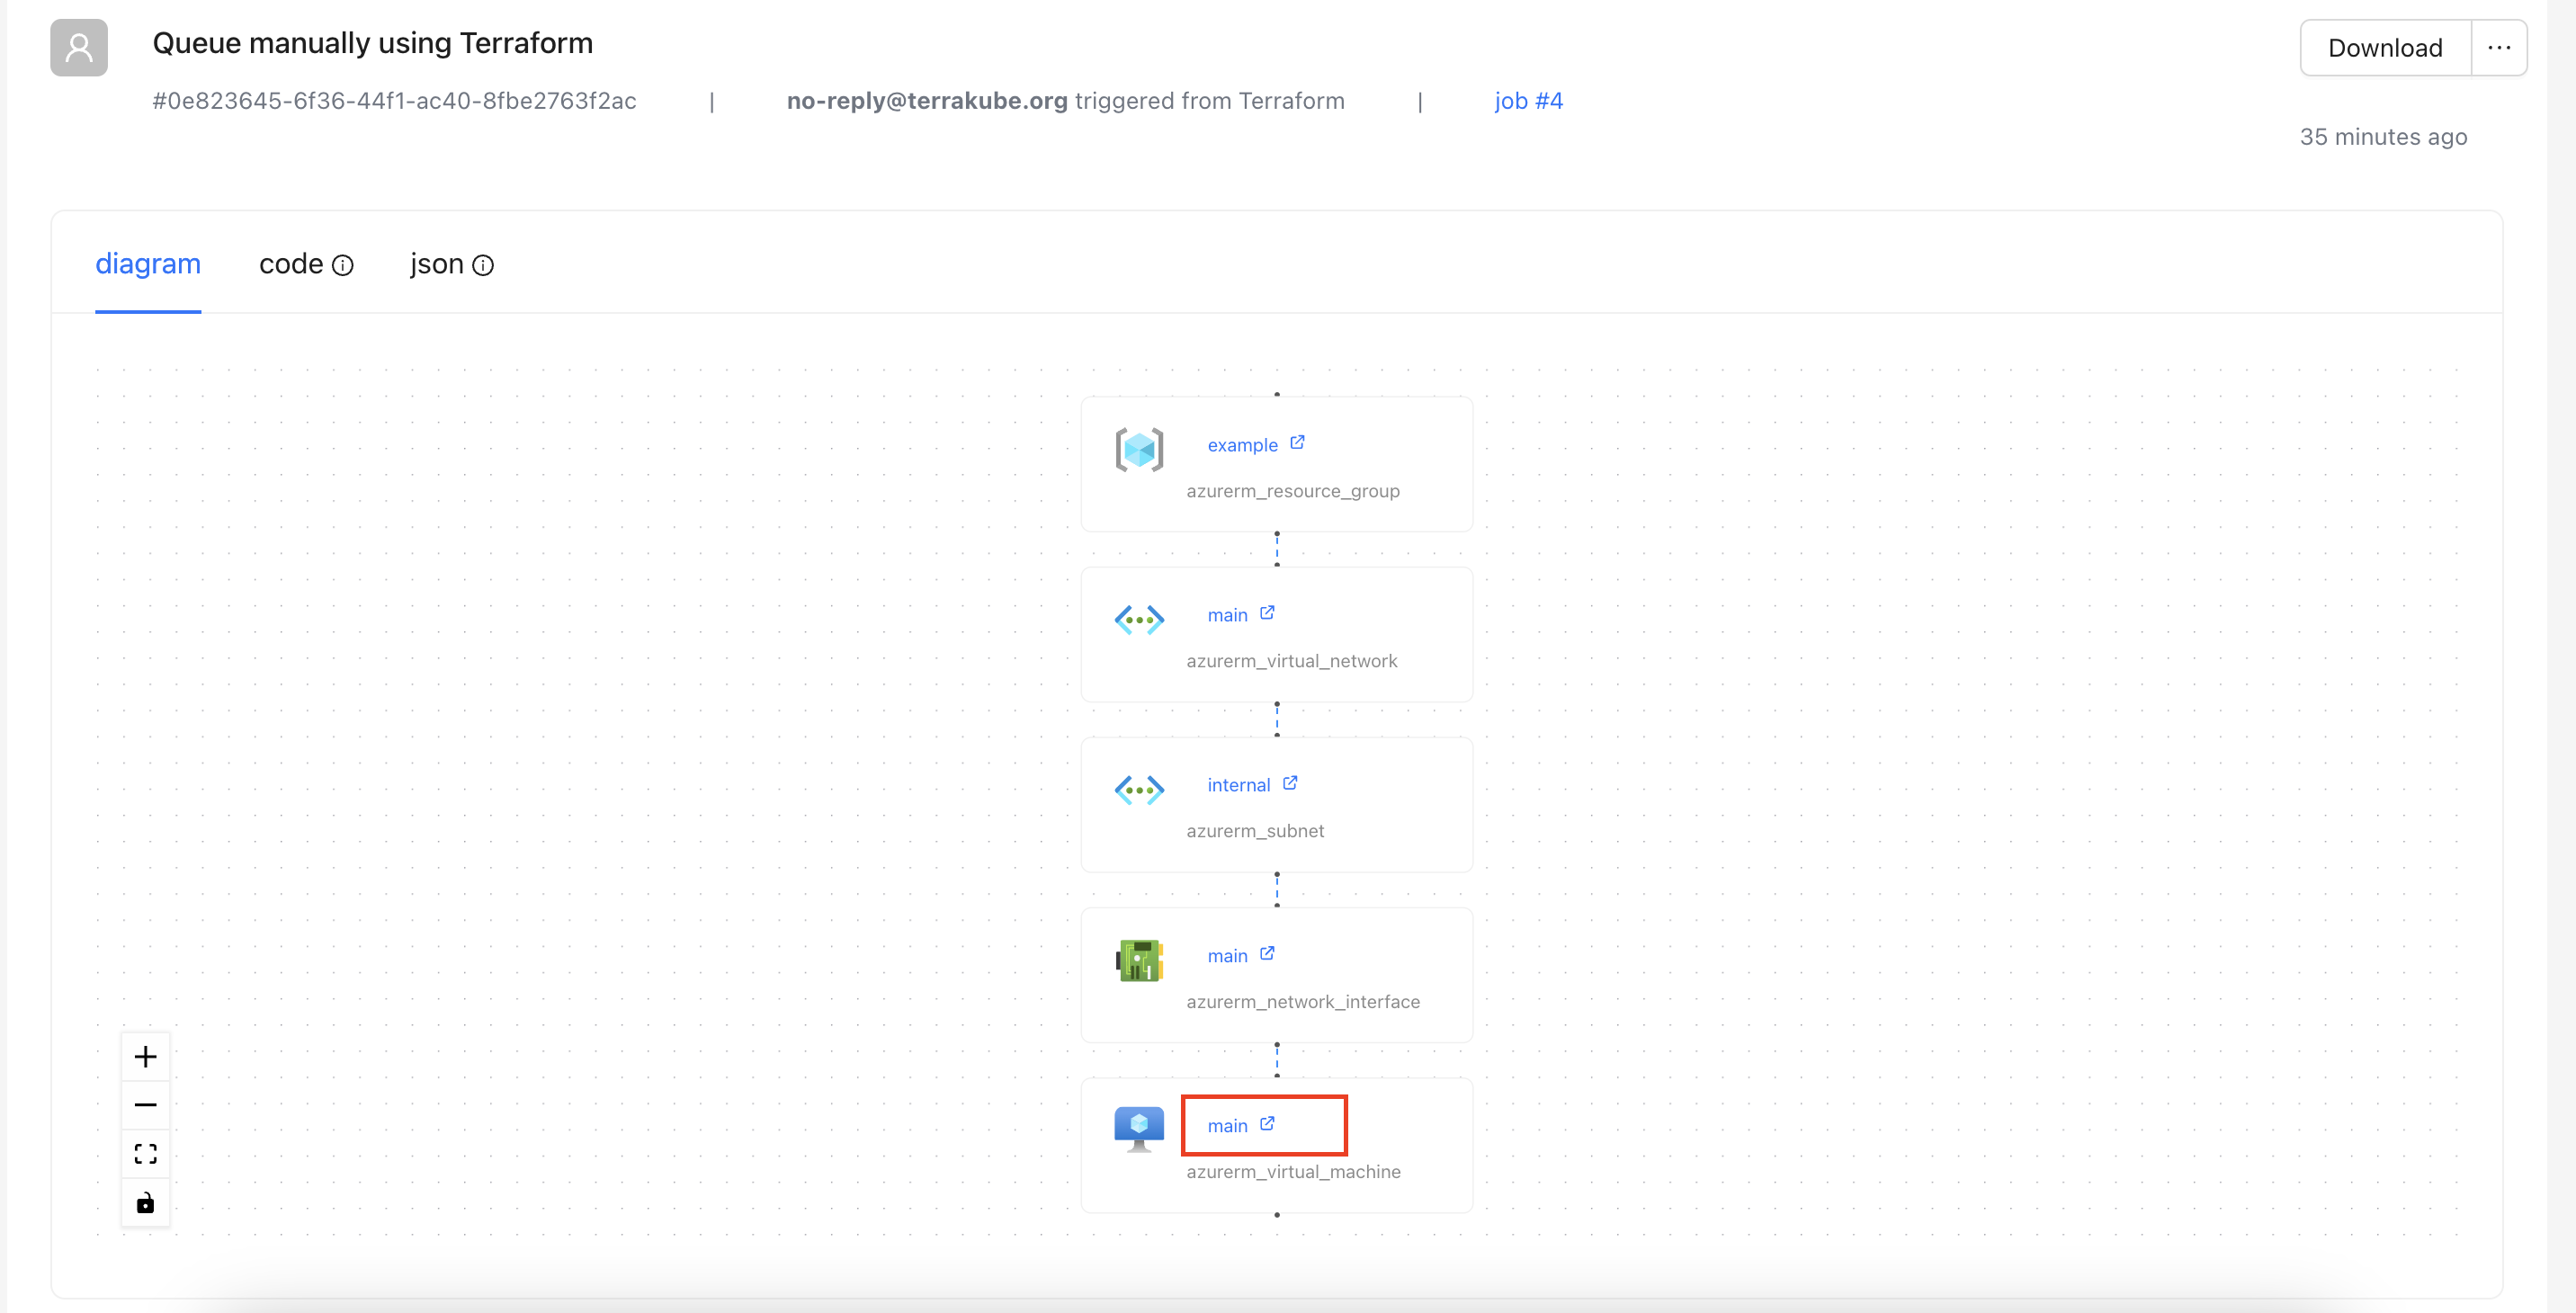 Queue manually using Terraform
Download ···
#0e823645-6f36-44f1-ac40-8fbe2763f2ac | no-reply@terrakube.org triggered from Terraform | job #4
35 minutes ago
diagram code json
example
azurerm_resource_group
main
azurerm_virtual_network
internal
azurerm_subnet
main
azurerm_network_interface
main
azurerm_virtual_machine